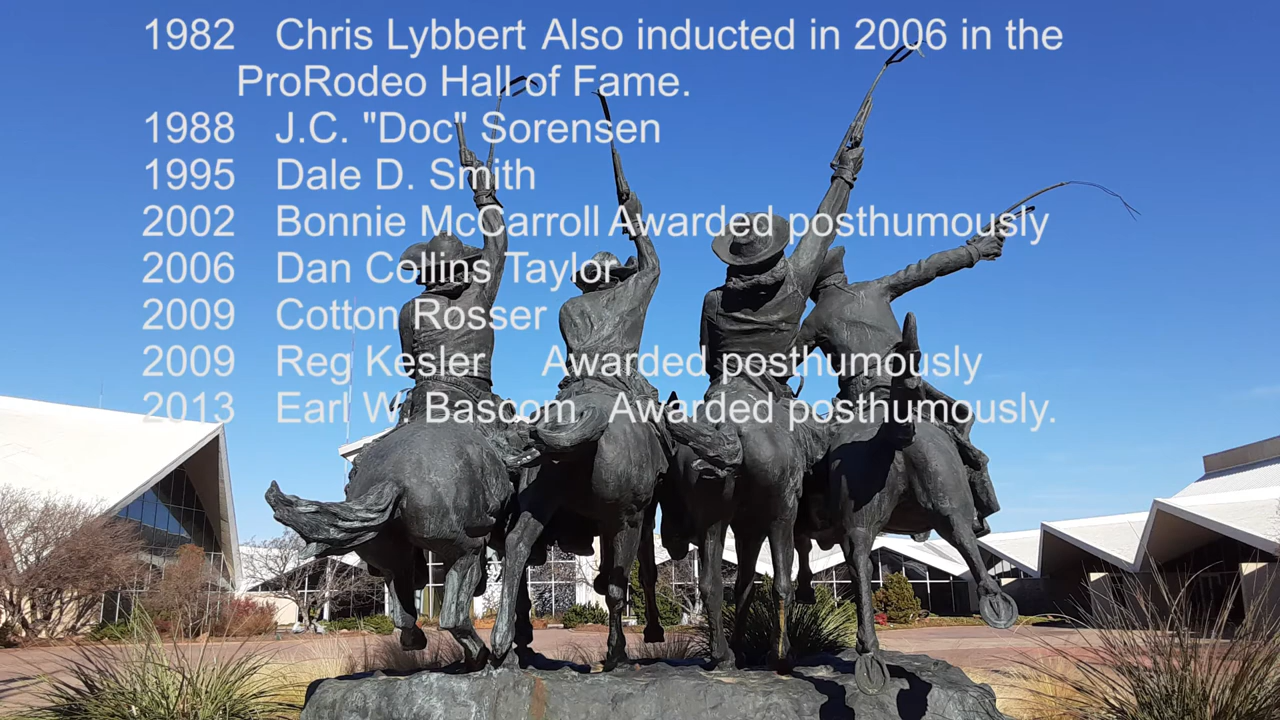 1982 Chris Lybbert Also inducted in 2006 in the
ProRodeo Hall of Fame.
1988 J.C. "Doc" Sorensen
1995 Dale D. Smith
2002 Bonnie McCarroll Awarded posthumously
2006 Dan Collins Taylor
2009 Cotton Rosser
2009 Reg Kesler Awarded posthumously
2013 Earl W. Bascom Awarded posthumously.